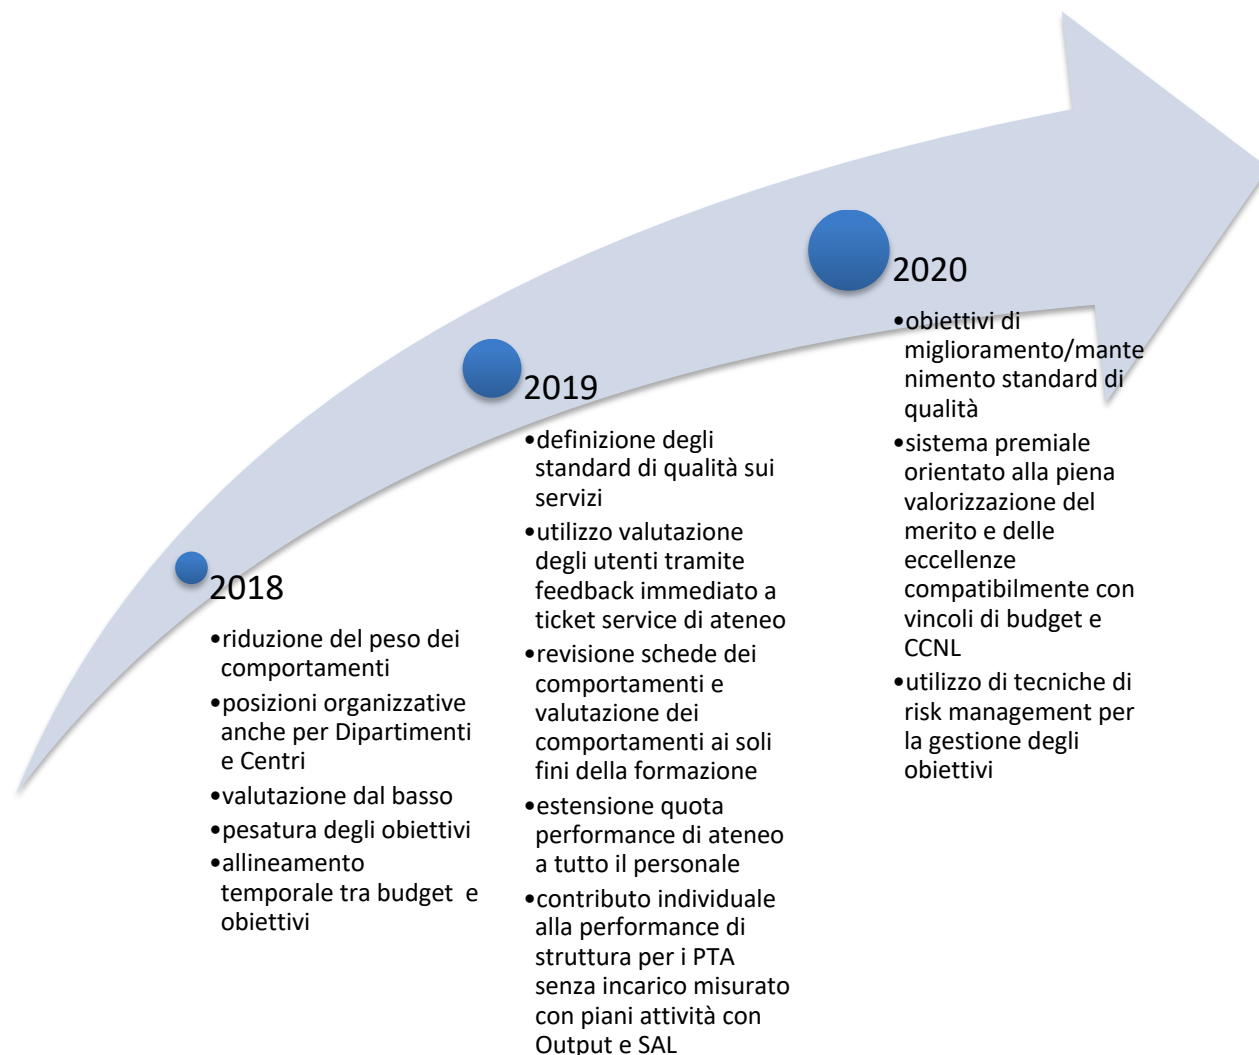 2018
•riduzione del peso dei
comportamenti
•posizioni organizzative
anche per Dipartimenti
e Centri
•valutazione dal basso
•pesatura degli obiettivi
•allineamento
temporale tra budget  e
obiettivi
2019
•definizione degli
standard di qualità sui
servizi
•utilizzo valutazione
degli utenti tramite
feedback immediato a
ticket service di ateneo
•revisione schede dei
comportamenti e
valutazione dei
comportamenti ai soli
fini della formazione
•estensione quota
performance di ateneo
a tutto il personale
•contributo individuale
alla performance di
struttura per i PTA
senza incarico misurato
con piani attività con
Output e SAL
2020
•obiettivi di
miglioramento/mante
nimento standard di
qualità
•sistema premiale
orientato alla piena
valorizzazione del
merito e delle
eccellenze
compatibilmente con
vincoli di budget e
CCNL
•utilizzo di tecniche di
risk management per
la gestione degli
obiettivi